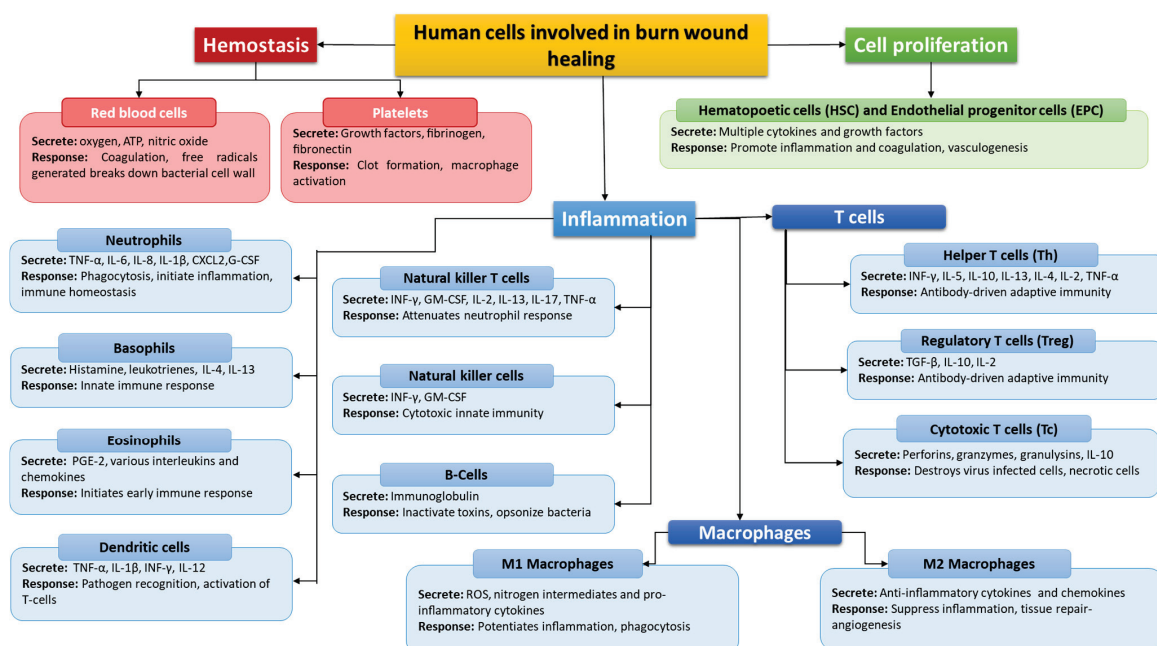 Human cells involved in burn wound
healing
Hemostasis
Cell proliferation
Red blood cells
Secrete: oxygen, ATP, nitric oxide
Response: Coagulation, free radicals
generated breaks down bacterial cell wall
Platelets
Secrete: Growth factors, fibrinogen,
fibronectin
Response: Clot formation, macrophage
activation
Hematopoetic cells (HSC) and Endothelial progenitor cells (EPC)
Secrete: Multiple cytokines and growth factors
Response: Promote inflammation and coagulation, vasculogenesis
Inflammation
T cells
Neutrophils
Secrete: TNF-α, IL-6, IL-8, IL-1β, CXCL2,G-CSF
Response: Phagocytosis, initiate inflammation,
immune homeostasis
Basophils
Secrete: Histamine, leukotrienes, IL-4, IL-13
Response: Innate immune response
Eosinophils
Secrete: PGE-2, various interleukins and
chemokines
Response: Initiates early immune response
Dendritic cells
Secrete: TNF-α, IL-1β, INF-γ, IL-12
Response: Pathogen recognition, activation of
T-cells
Natural killer T cells
Secrete: INF-γ, GM-CSF, IL-2, IL-13, IL-17, TNF-α
Response: Attenuates neutrophil response
Natural killer cells
Secrete: INF-γ, GM-CSF
Response: Cytotoxic innate immunity
B-Cells
Secrete: Immunoglobulin
Response: Inactivate toxins, opsonize bacteria
Helper T cells (Th)
Secrete: INF-γ, IL-5, IL-10, IL-13, IL-4, IL-2, TNF-α
Response: Antibody-driven adaptive immunity
Regulatory T cells (Treg)
Secrete: TGF-β, IL-10, IL-2
Response: Antibody-driven adaptive immunity
Cytotoxic T cells (Tc)
Secrete: Perforins, granzymes, granulysins, IL-10
Response: Destroys virus infected cells, necrotic cells
Macrophages
M1 Macrophages
Secrete: ROS, nitrogen intermediates and pro-
inflammatory cytokines
Response: Potentiates inflammation, phagocytosis
M2 Macrophages
Secrete: Anti-inflammatory cytokines and chemokines
Response: Suppress inflammation, tissue repair-
angiogenesis